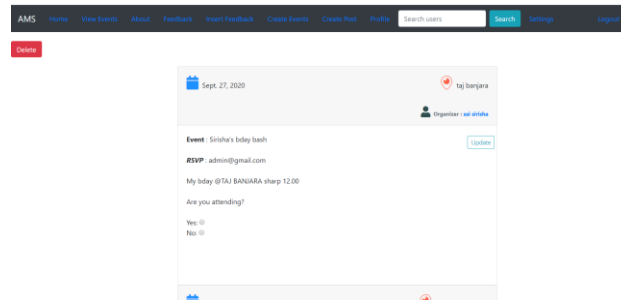 AMS Home View Events About Feedback Insert Feedback Create Events Create Post Profile Search users Search Settings Logout
Delete
Sept. 27, 2020 taj banjara
Organizer : sai sirisha
Event : Sirisha's bday bash
Update
RSVP : admin@gmail.com
My bday @TAJ BANJARA sharp 12.00
Are you attending?
Yes:
No: